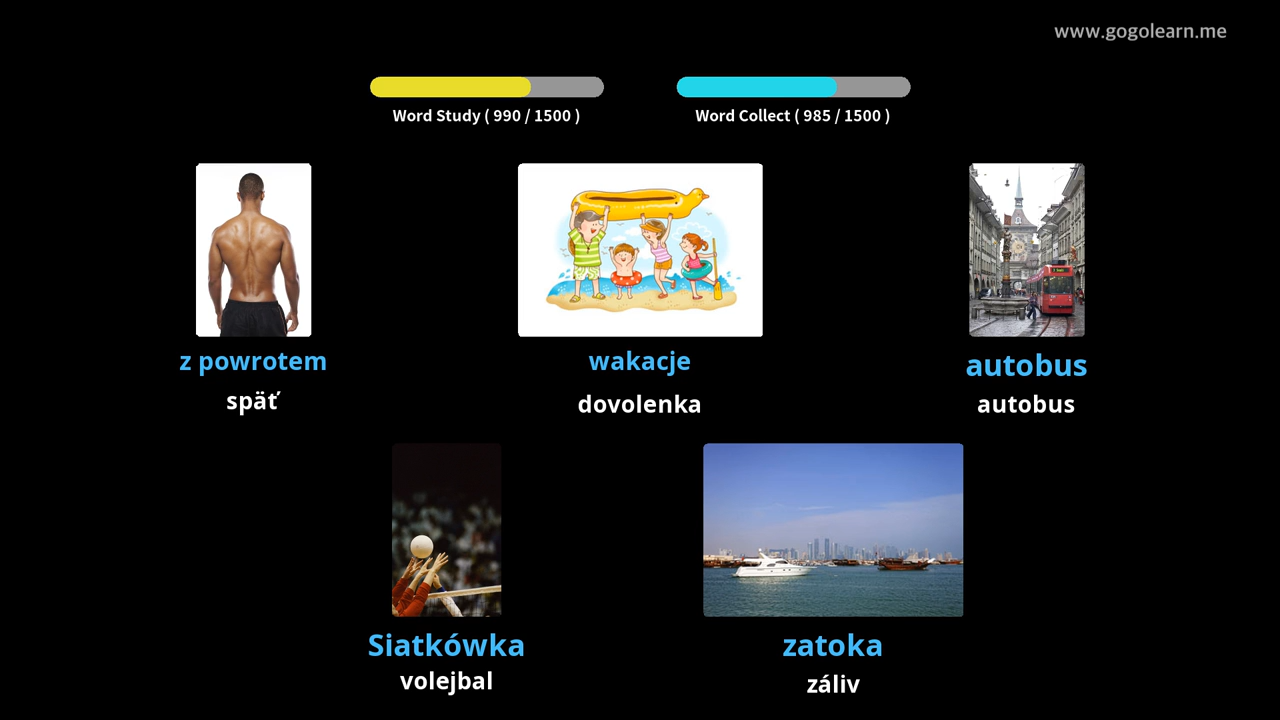 www.gogolearn.me
Word Study ( 990 / 1500 )
Word Collect ( 985 / 1500 )
z powrotem
späť
wakacje
dovolenka
autobus
autobus
Siatkówka
volejbal
zatoka
záliv